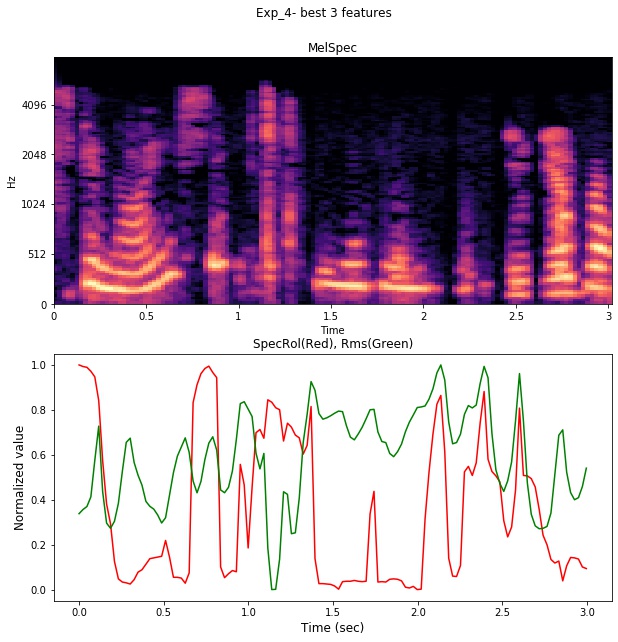 Exp_4- best 3 features
MelSpec
4096
2048
1024
512
0
Hz
0 0.5 1 1.5 2 2.5 3
Time
SpecRol(Red), Rms(Green)
1.0
0.8
0.6
0.4
0.2
0.0
Normalized value
0.0 0.5 1.0 1.5 2.0 2.5 3.0
Time (sec)